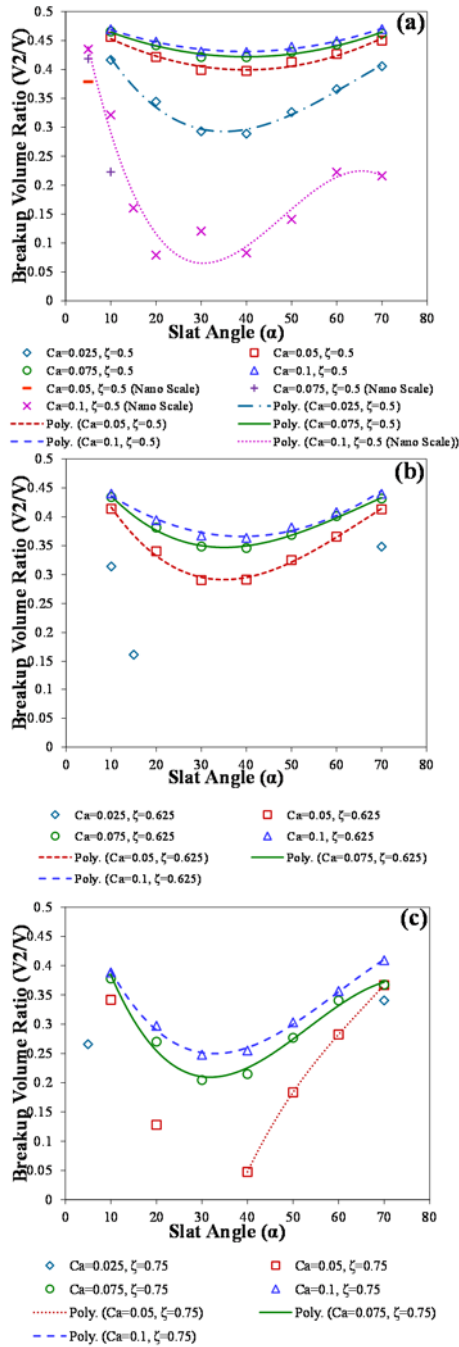 (a)
0.5
0.45
0.4
0.35
0.3
0.25
0.2
0.15
0.1
0.05
0
Breakup Volume Ratio (V2/V)
0 10 20 30 40 50 60 70 80
Slat Angle (α)
Ca=0.025, ζ=0.5 Ca=0.05, ζ=0.5
Ca=0.075, ζ=0.5 Ca=0.1, ζ=0.5
Ca=0.05, ζ=0.5 (Nano Scale) Ca=0.075, ζ=0.5 (Nano Scale)
Ca=0.1, ζ=0.5 (Nano Scale) Poly. (Ca=0.025, ζ=0.5)
Poly. (Ca=0.05, ζ=0.5) Poly. (Ca=0.075, ζ=0.5)
Poly. (Ca=0.1, ζ=0.5) Poly. (Ca=0.1, ζ=0.5 (Nano Scale))
(b)
0.5
0.45
0.4
0.35
0.3
0.25
0.2
0.15
0.1
0.05
0
Breakup Volume Ratio (V2/V)
0 10 20 30 40 50 60 70 80
Slat Angle (α)
Ca=0.025, ζ=0.625 Ca=0.05, ζ=0.625
Ca=0.075, ζ=0.625 Ca=0.1, ζ=0.625
Poly. (Ca=0.05, ζ=0.625) Poly. (Ca=0.075, ζ=0.625)
Poly. (Ca=0.1, ζ=0.625)
(c)
0.5
0.45
0.4
0.35
0.3
0.25
0.2
0.15
0.1
0.05
0
Breakup Volume Ratio (V2/V)
0 10 20 30 40 50 60 70 80
Slat Angle (α)
Ca=0.025, ζ=0.75 Ca=0.05, ζ=0.75
Ca=0.075, ζ=0.75 Ca=0.1, ζ=0.75
Poly. (Ca=0.05, ζ=0.75) Poly. (Ca=0.075, ζ=0.75)
Poly. (Ca=0.1, ζ=0.75)